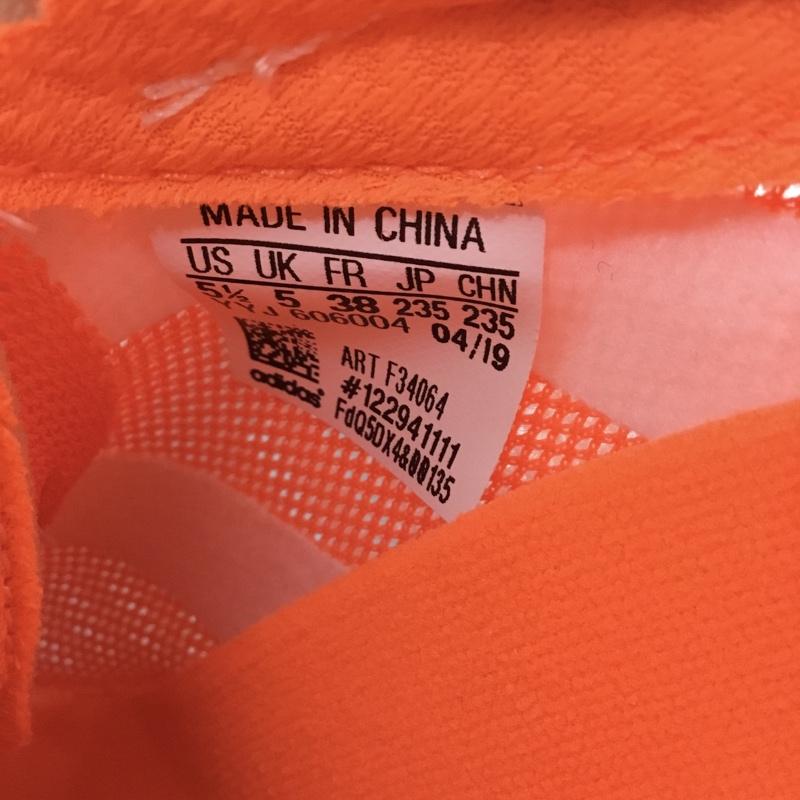 MADE IN CHINA
US UK FR JP CHN
5½ 5 38 235 235
YYJ 606004 04/19
ART F34064
#122941111
adidas